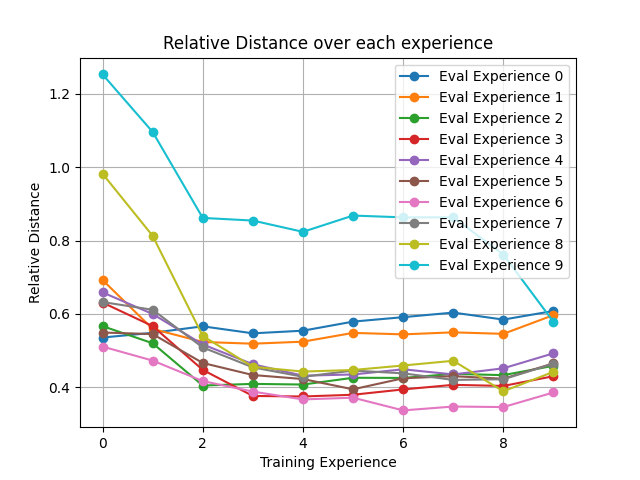 Relative Distance over each experience
Relative Distance
1.2
1.0
0.8
0.6
0.4
Eval Experience 0
Eval Experience 1
Eval Experience 2
Eval Experience 3
Eval Experience 4
Eval Experience 5
Eval Experience 6
Eval Experience 7
Eval Experience 8
Eval Experience 9
0 2 4 6 8
Training Experience